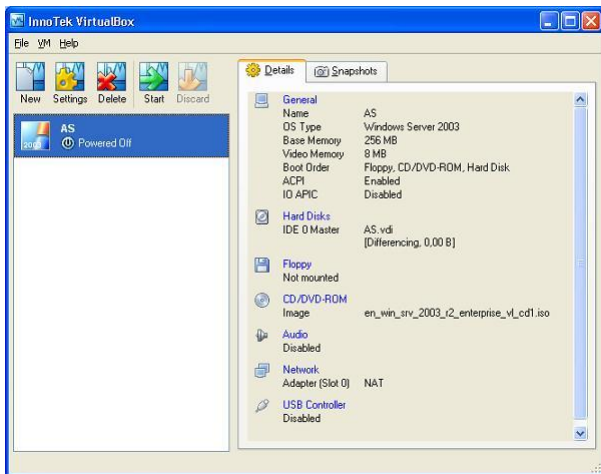 InnoTek VirtualBox
File VM Help
New Settings Delete Start Discard
Details Snapshots
2003
AS
Powered Off
General
Name AS
OS Type Windows Server 2003
Base Memory 256 MB
Video Memory 8 MB
Boot Order Floppy, CD/DVD-ROM, Hard Disk
ACPI Enabled
IO APIC Disabled
Hard Disks
IDE 0 Master AS.vdi
[Differencing, 0,00 B]
Floppy
Not mounted
CD/DVD-ROM
Image en_win_srv_2003_r2_enterprise_vl_cd1.iso
Audio
Disabled
Network
Adapter (Slot 0) NAT
USB Controller
Disabled